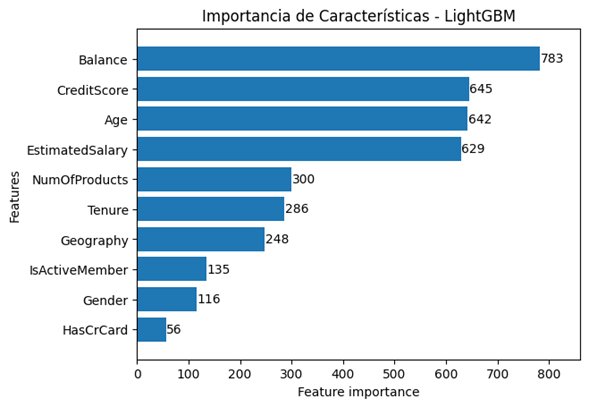 Importancia de Características - LightGBM
Features
Balance
783
CreditScore
645
Age
642
EstimatedSalary
629
NumOfProducts
300
Tenure
286
Geography
248
IsActiveMember
135
Gender
116
HasCrCard
56
0 100 200 300 400 500 600 700 800
Feature importance